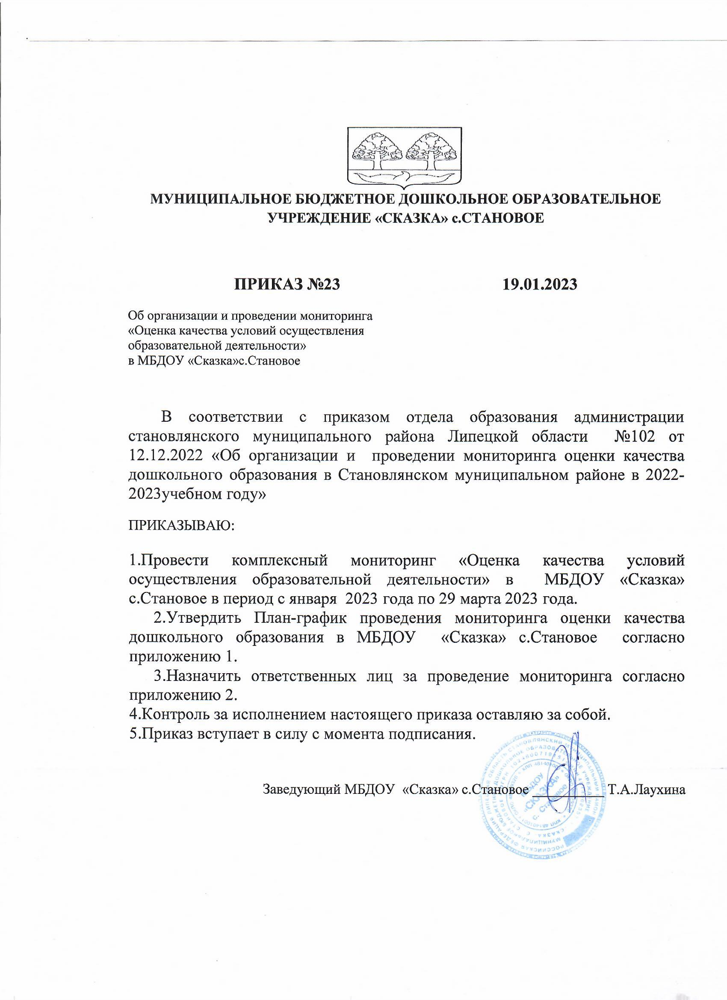 МУНИЦИПАЛЬНОЕ БЮДЖЕТНОЕ ДОШКОЛЬНОЕ ОБРАЗОВАТЕЛЬНОЕ
УЧРЕЖДЕНИЕ «СКАЗКА» с.СТАНОВОЕ
ПРИКАЗ №23 19.01.2023
Об организации и проведении мониторинга
«Оценка качества условий осуществления
образовательной деятельности»
в МБДОУ «Сказка»с.Становое
В соответствии с приказом отдела образования администрации
становлянского муниципального района Липецкой области №102 от
12.12.2022 «Об организации и проведении мониторинга оценки качества
дошкольного образования в Становлянском муниципальном районе в 2022-
2023учебном году»
ПРИКАЗЫВАЮ:
1.Провести комплексный мониторинг «Оценка качества условий
осуществления образовательной деятельности» в МБДОУ «Сказка»
с.Становое в период с января 2023 года по 29 марта 2023 года.
2.Утвердить План-график проведения мониторинга оценки качества
дошкольного образования в МБДОУ «Сказка» с.Становое согласно
приложению 1.
3.Назначить ответственных лиц за проведение мониторинга согласно
приложению 2.
4.Контроль за исполнением настоящего приказа оставляю за собой.
5.Приказ вступает в силу с момента подписания.
Заведующий МБДОУ «Сказка» с.Становое __________ Т.А.Лаухина
МБДОУ
«СКАЗКА»
с. Становое